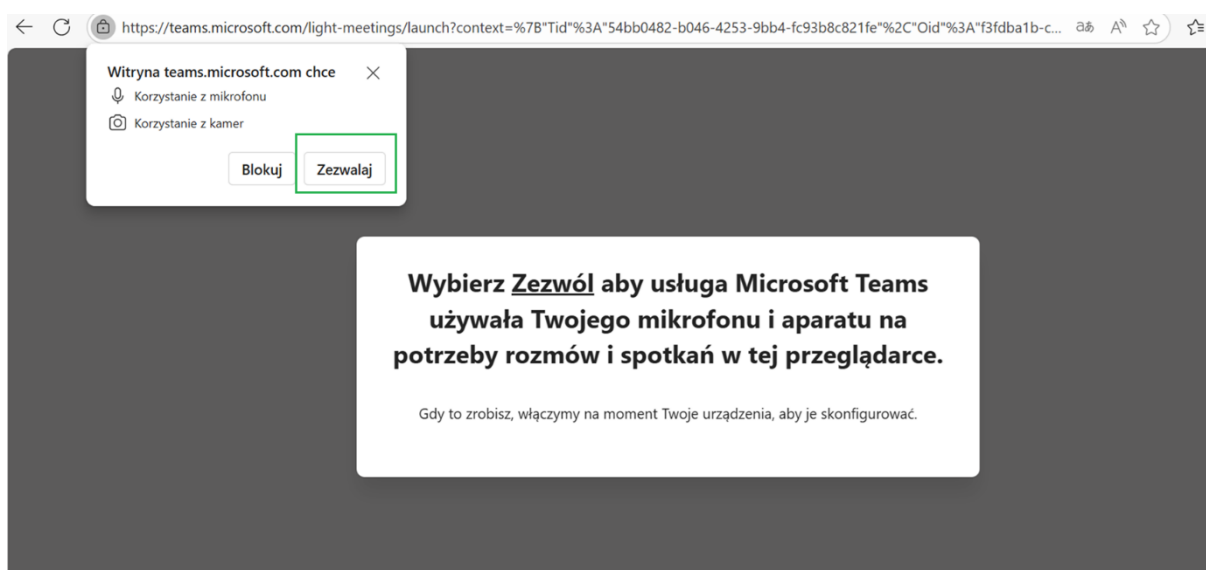 https://teams.microsoft.com/light-meetings/launch?context=%7B"Tid"%3A"54bb0482-b046-4253-9bb4-fc93b8c821fe"%2C"Oid"%3A"f3fdba1b-c...
Witryna teams.microsoft.com chce
Korzystanie z mikrofonu
Korzystanie z kamer
Blokuj Zezwalaj
Wybierz Zezwól aby usługa Microsoft Teams
używała Twojego mikrofonu i aparatu na
potrzeby rozmów i spotkań w tej przeglądarce.
Gdy to zrobisz, włączymy na moment Twoje urządzenia, aby je skonfigurować.